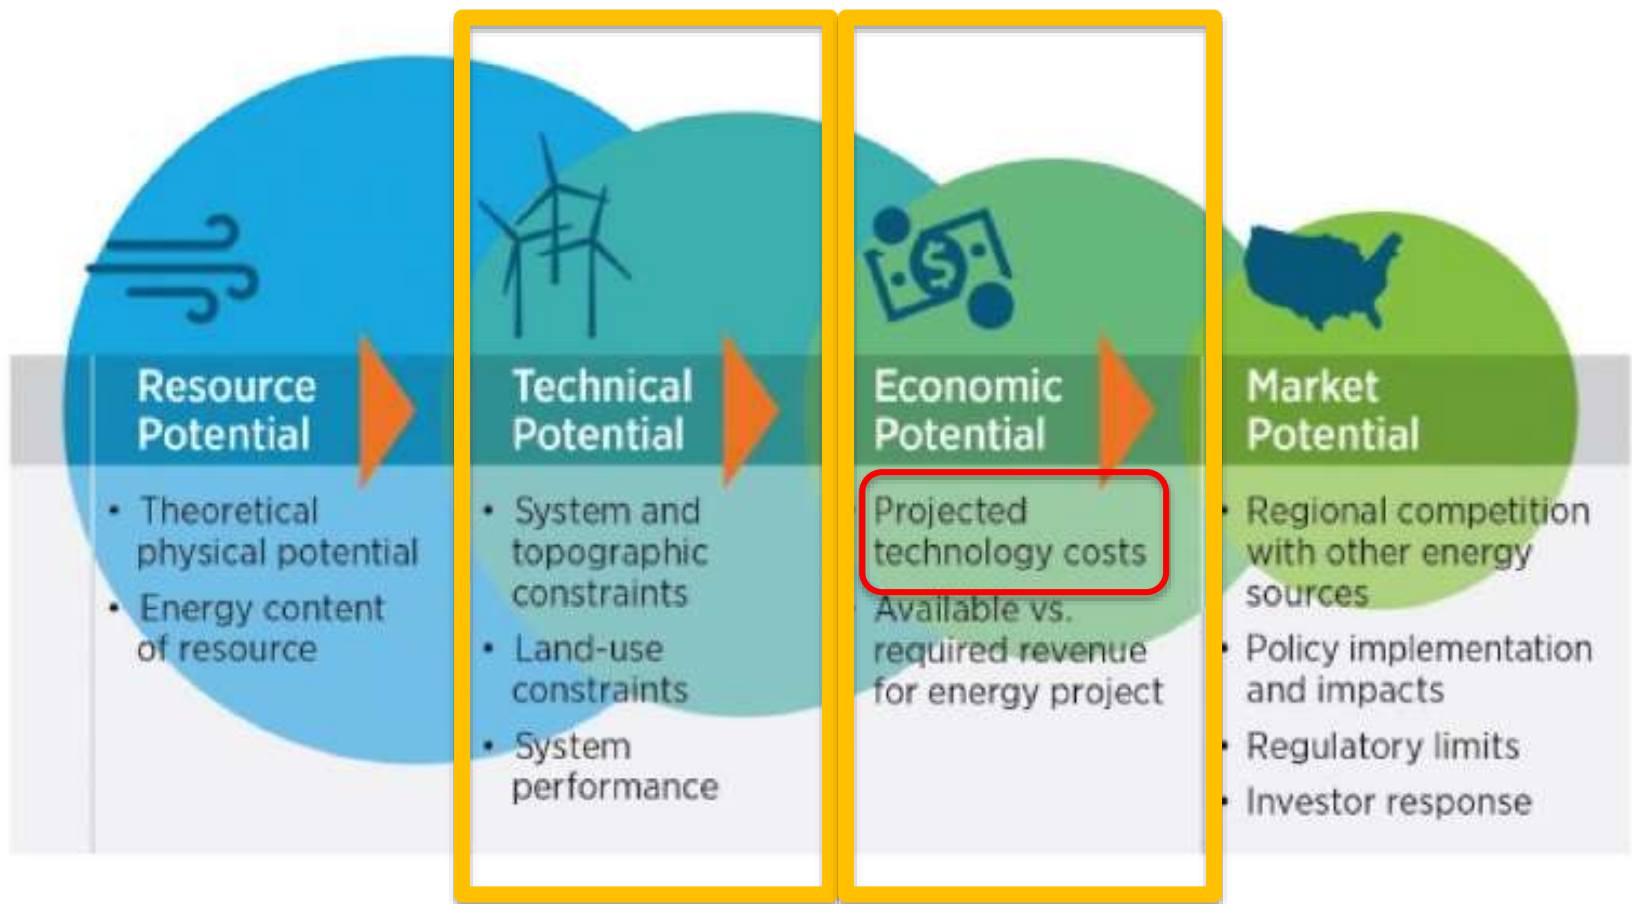 Resource
Potential
• Theoretical
physical potential
• Energy content
of resource
Technical
Potential
• System and
topographic
constraints
• Land-use
constraints
• System
performance
$
Economic
Potential
• Projected
technology costs
• Available vs.
required revenue
for energy project
Market
Potential
• Regional competition
with other energy
sources
• Policy implementation
and impacts
• Regulatory limits
• Investor response